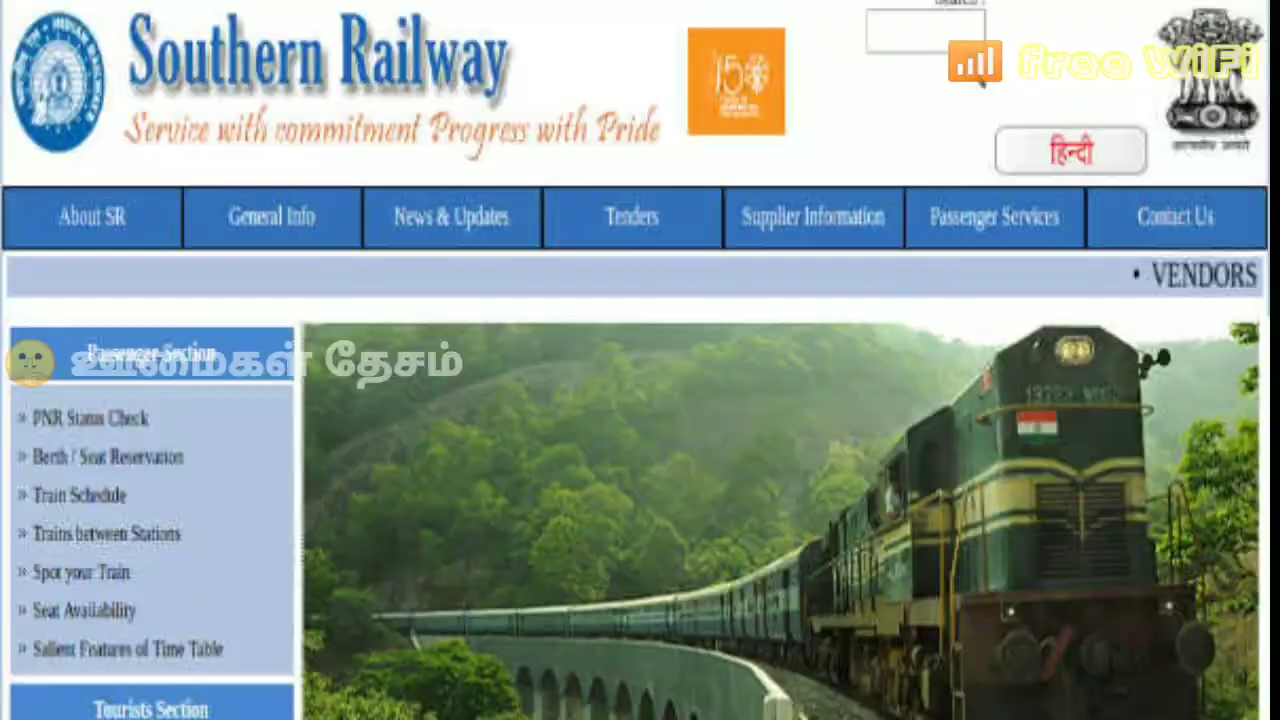 Southern Railway
Service with commitment Progress with Pride
free WiFi
हिन्दी
About SR
General Info
News & Updates
Tenders
Supplier Information
Passenger Services
Contact Us
• VENDORS
Passenger Section
ஊமைகள் தேசம்
» PNR Status Check
» Berth / Seat Reservation
» Train Schedule
» Trains between Stations
» Spot your Train
» Seat Availability
» Salient Features of Time Table
Tourists Section